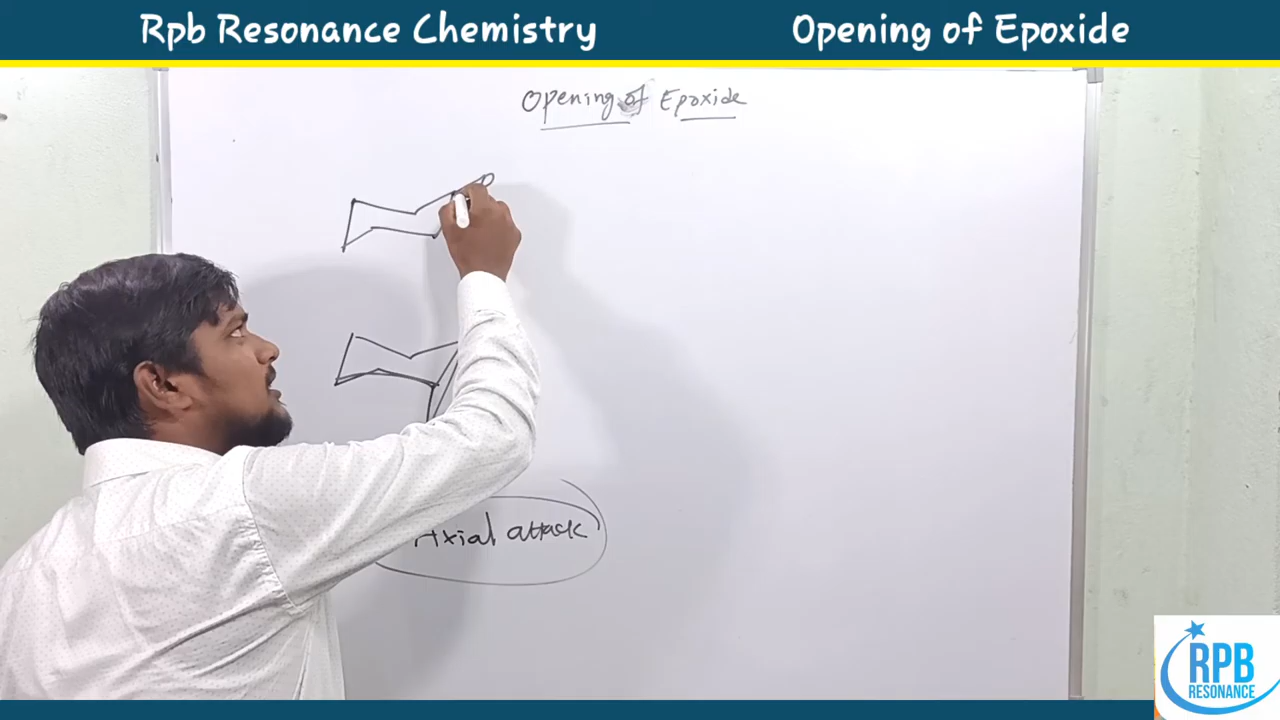 Rpb Resonance Chemistry
Opening of Epoxide
Opening of Epoxide
Axial attack
RPB
RESONANCE